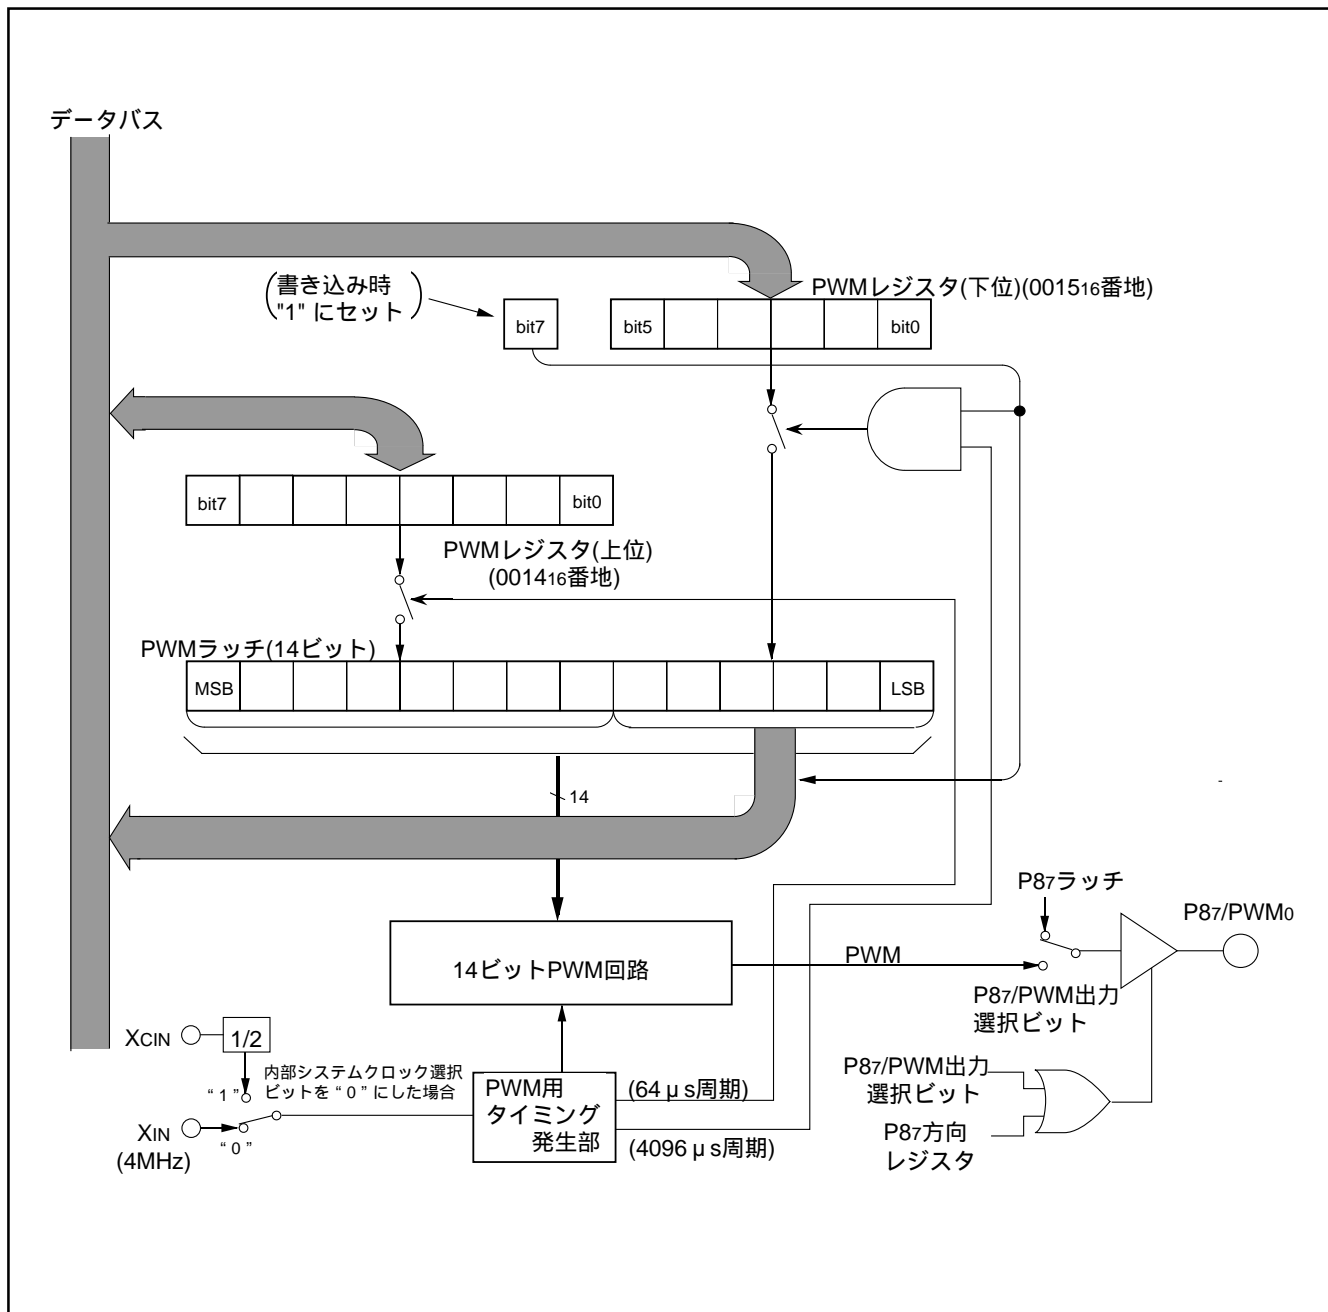 データバス
(書き込み時
"1" にセット)
PWMレジスタ(下位)(0015₁₆番地)
bit7
bit5
bit0
bit7
bit0
PWMレジスタ(上位)
(0014₁₆番地)
PWMラッチ(14ビット)
MSB
LSB
14
P8₇ラッチ
P8₇/PWM₀
14ビットPWM回路
PWM
P8₇/PWM出力
選択ビット
XCIN
1/2
内部システムクロック選択
ビットを“0”にした場合
“1”
XIN
(4MHz)
“0”
PWM用
タイミング
発生部
(64μs周期)
(4096μs周期)
P8₇/PWM出力
選択ビット
P8₇方向
レジスタ